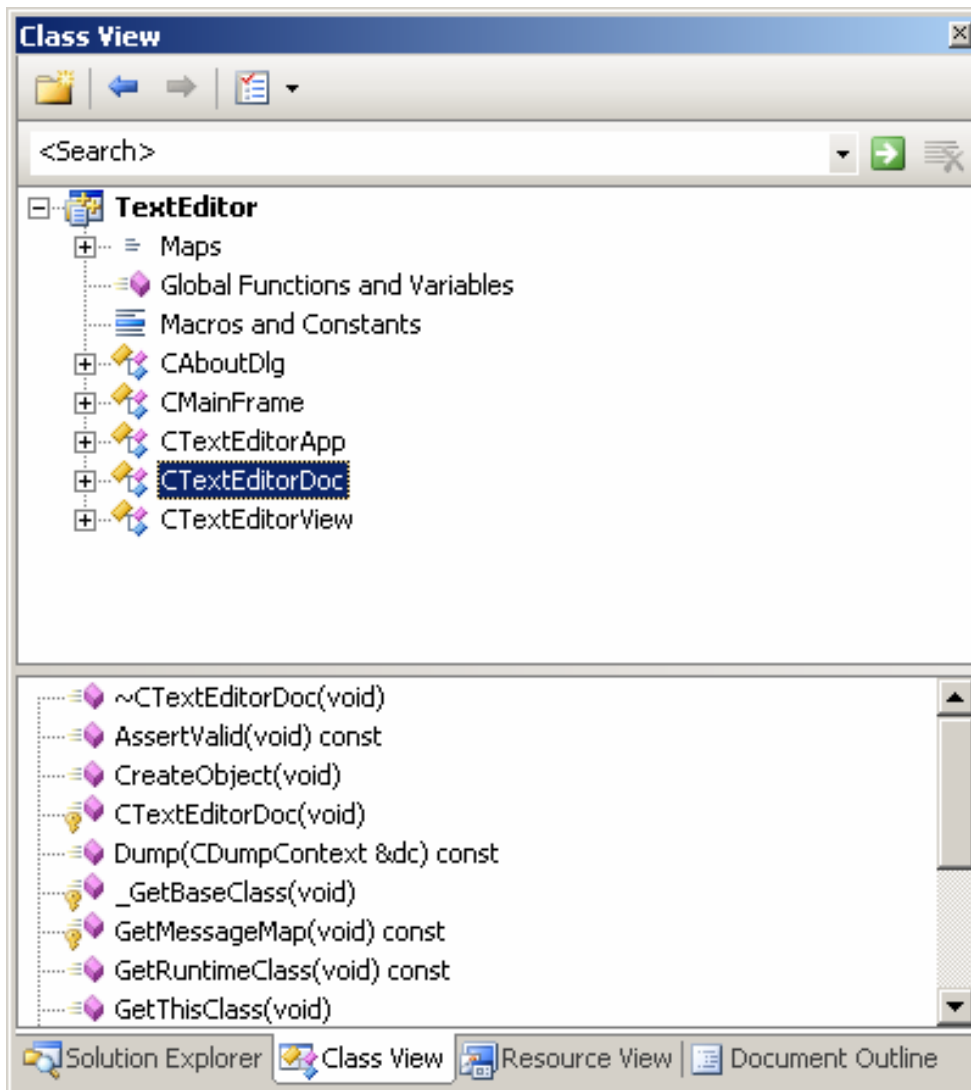 Class View
<Search>
TextEditor
Maps
Global Functions and Variables
Macros and Constants
CAboutDlg
CMainFrame
CTextEditorApp
CTextEditorDoc
CTextEditorView
~CTextEditorDoc(void)
AssertValid(void) const
CreateObject(void)
CTextEditorDoc(void)
Dump(CDumpContext &dc) const
_GetBaseClass(void)
GetMessageMap(void) const
GetRuntimeClass(void) const
GetThisClass(void)
Solution Explorer Class View Resource View Document Outline